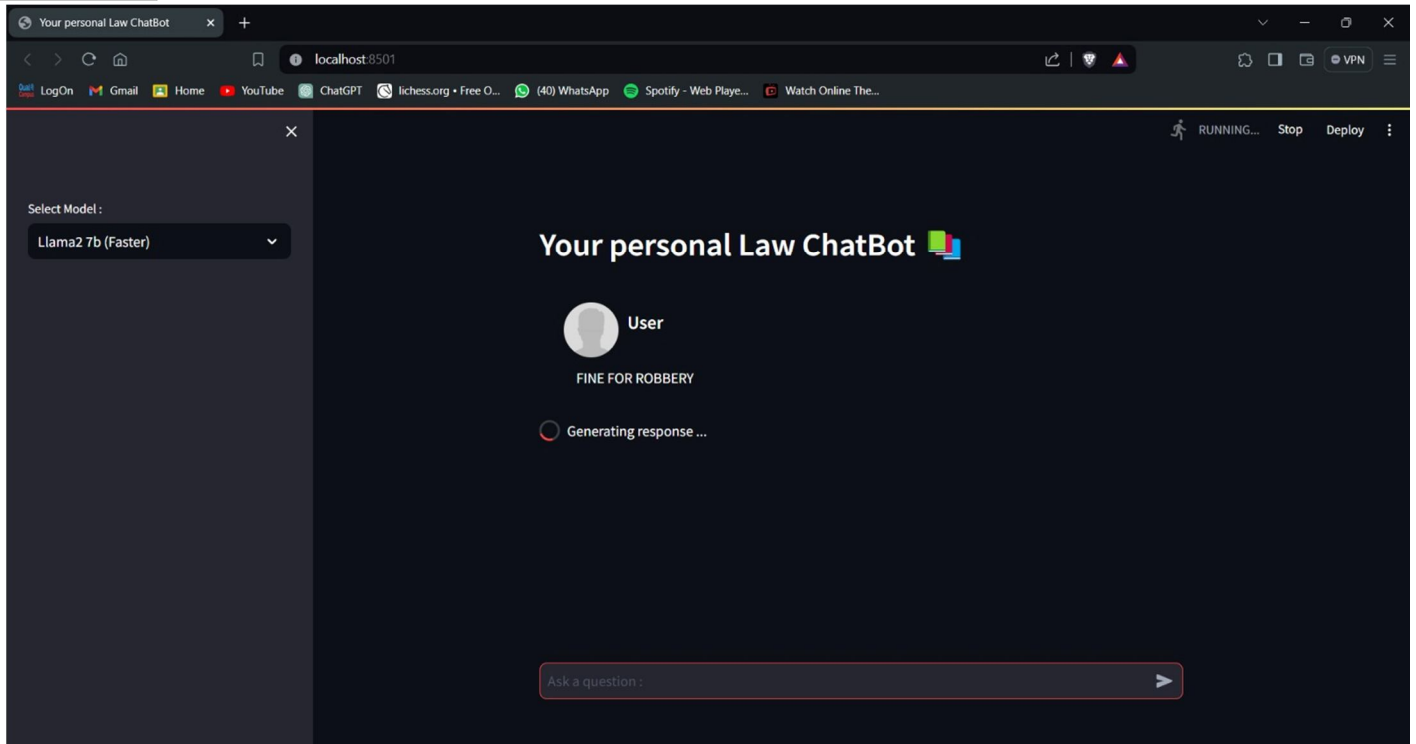 Your personal Law ChatBot
localhost:8501
VPN
LogOn Gmail Home YouTube ChatGPT lichess.org • Free O... (40) WhatsApp Spotify - Web Playe... Watch Online The...
RUNNING... Stop Deploy
Select Model :
Llama2 7b (Faster)
Your personal Law ChatBot
User
FINE FOR ROBBERY
Generating response ...
Ask a question :